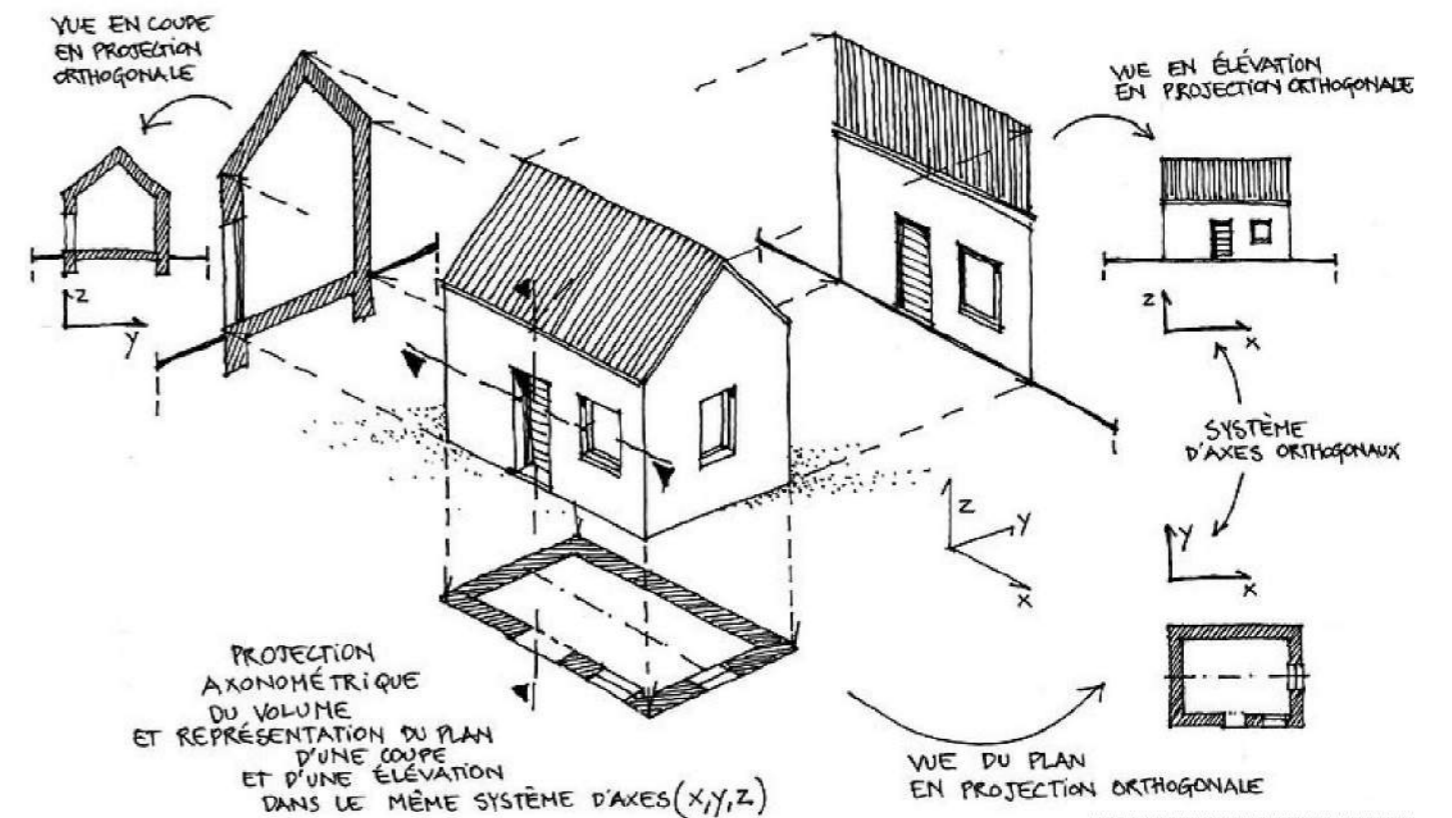 VUE EN COUPE
EN PROJECTION
ORTHOGONALE
VUE EN ÉLÉVATION
EN PROJECTION ORTHOGONALE
Z
Y
Z
X
SYSTÈME
D'AXES ORTHOGONAUX
Z
Y
X
Y
X
PROJECTION
AXONOMÉTRIQUE
DU VOLUME
ET REPRÉSENTATION DU PLAN
D'UNE COUPE
ET D'UNE ÉLÉVATION
DANS LE MÊME SYSTÈME D'AXES (X,Y,Z)
VUE DU PLAN
EN PROJECTION ORTHOGONALE